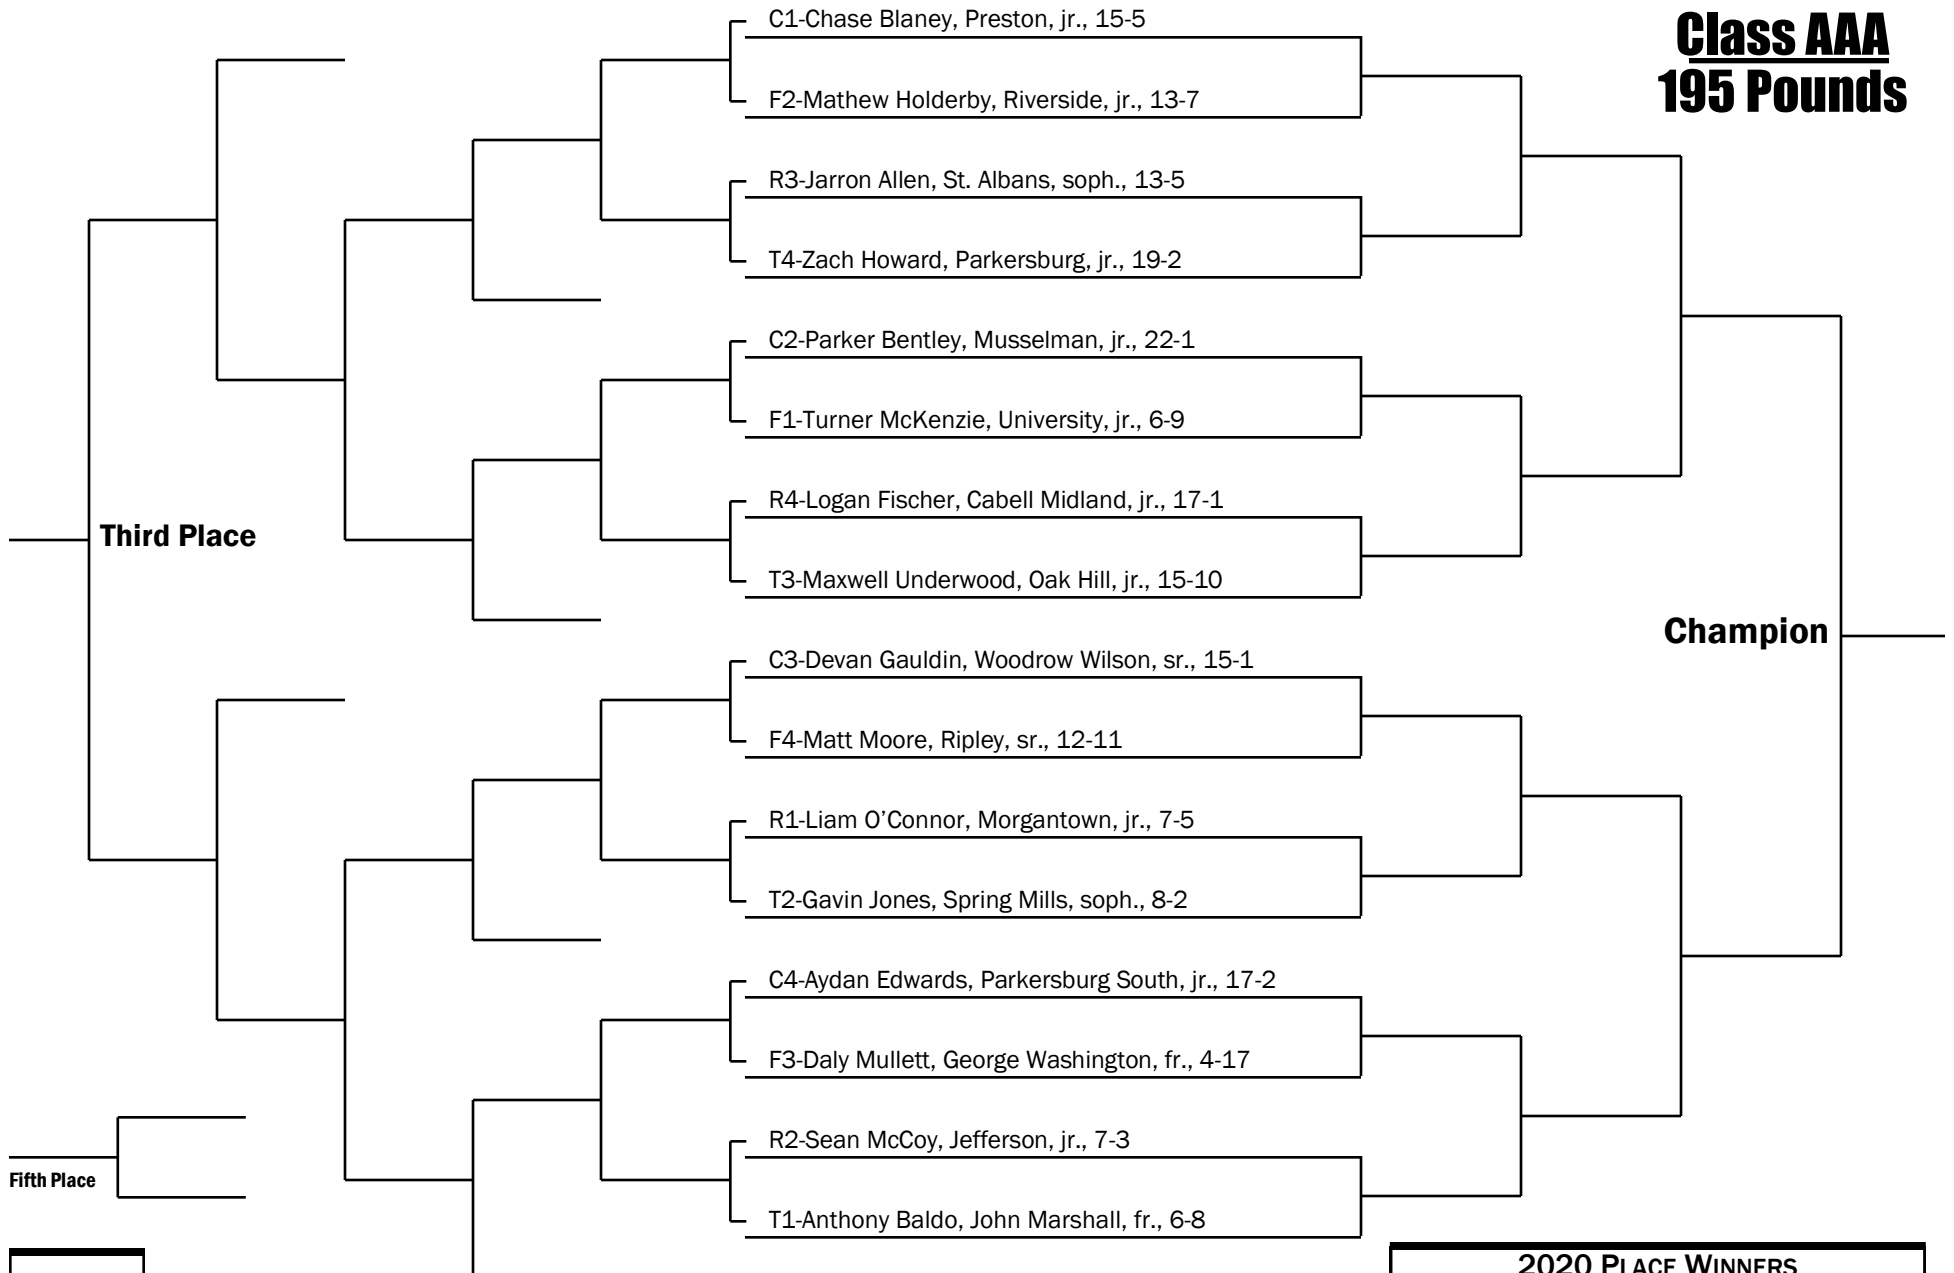 Class AAA
195 Pounds
C1-Chase Blaney, Preston, jr., 15-5
F2-Mathew Holderby, Riverside, jr., 13-7
R3-Jarron Allen, St. Albans, soph., 13-5
T4-Zach Howard, Parkersburg, jr., 19-2
C2-Parker Bentley, Musselman, jr., 22-1
F1-Turner McKenzie, University, jr., 6-9
R4-Logan Fischer, Cabell Midland, jr., 17-1
Third Place
T3-Maxwell Underwood, Oak Hill, jr., 15-10
Champion
C3-Devan Gauldin, Woodrow Wilson, sr., 15-1
F4-Matt Moore, Ripley, sr., 12-11
R1-Liam O’Connor, Morgantown, jr., 7-5
T2-Gavin Jones, Spring Mills, soph., 8-2
C4-Aydan Edwards, Parkersburg South, jr., 17-2
F3-Daly Mullett, George Washington, fr., 4-17
R2-Sean McCoy, Jefferson, jr., 7-3
Fifth Place
T1-Anthony Baldo, John Marshall, fr., 6-8
2020 PLACE WINNERS